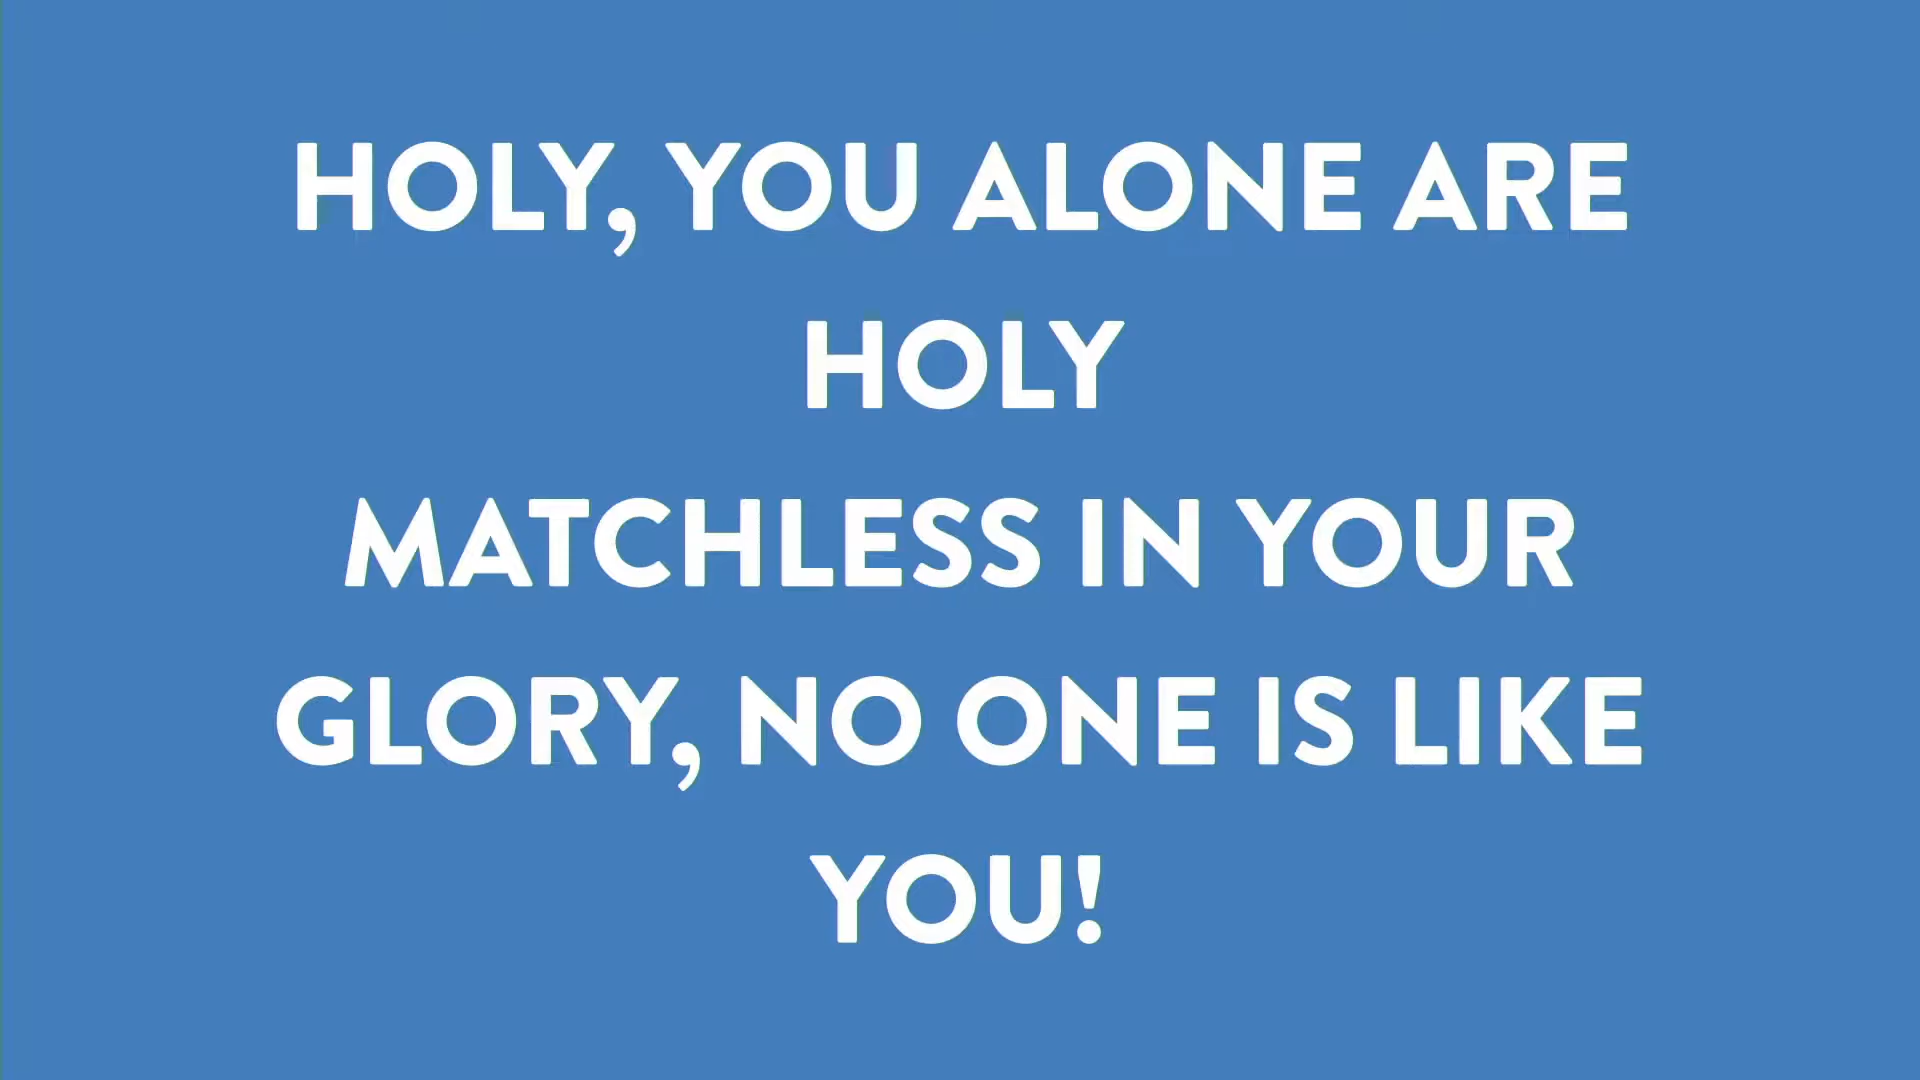 HOLY, YOU ALONE ARE
HOLY
MATCHLESS IN YOUR
GLORY, NO ONE IS LIKE
YOU!